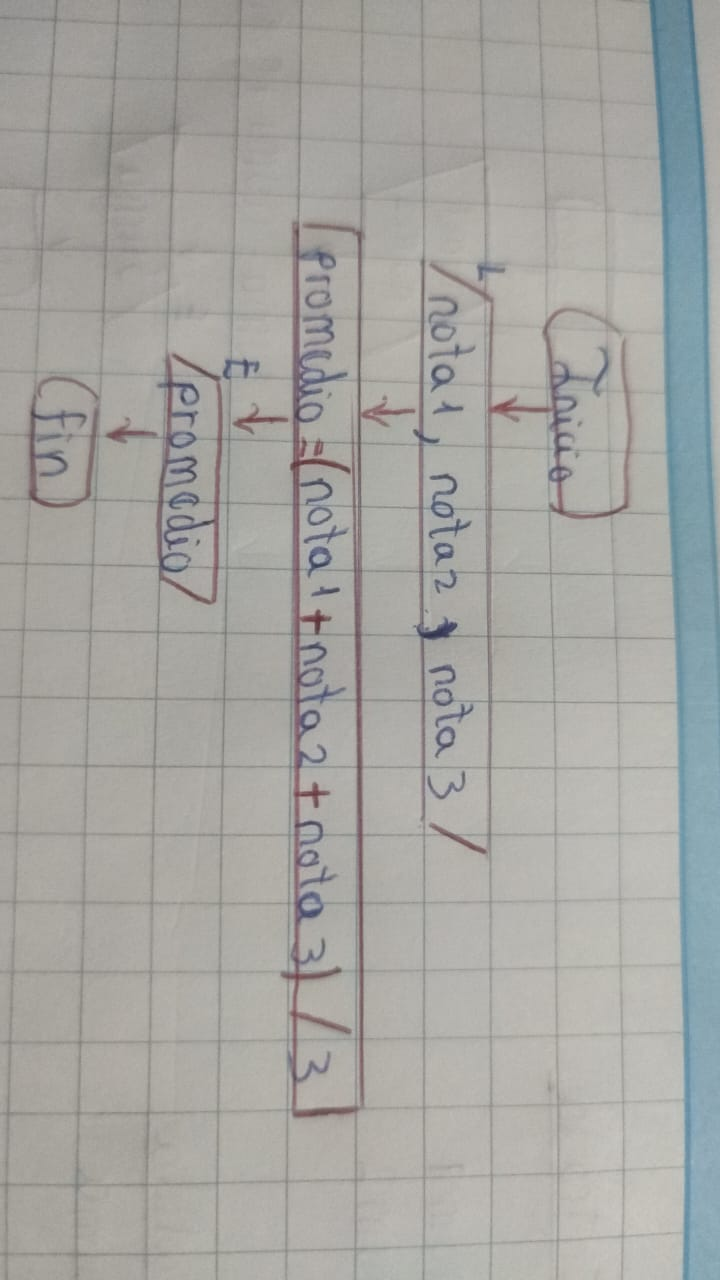 Inicio
L
nota1, nota2, nota3
promedio=(nota1+nota2+nota3)/3
E
promedio
fin